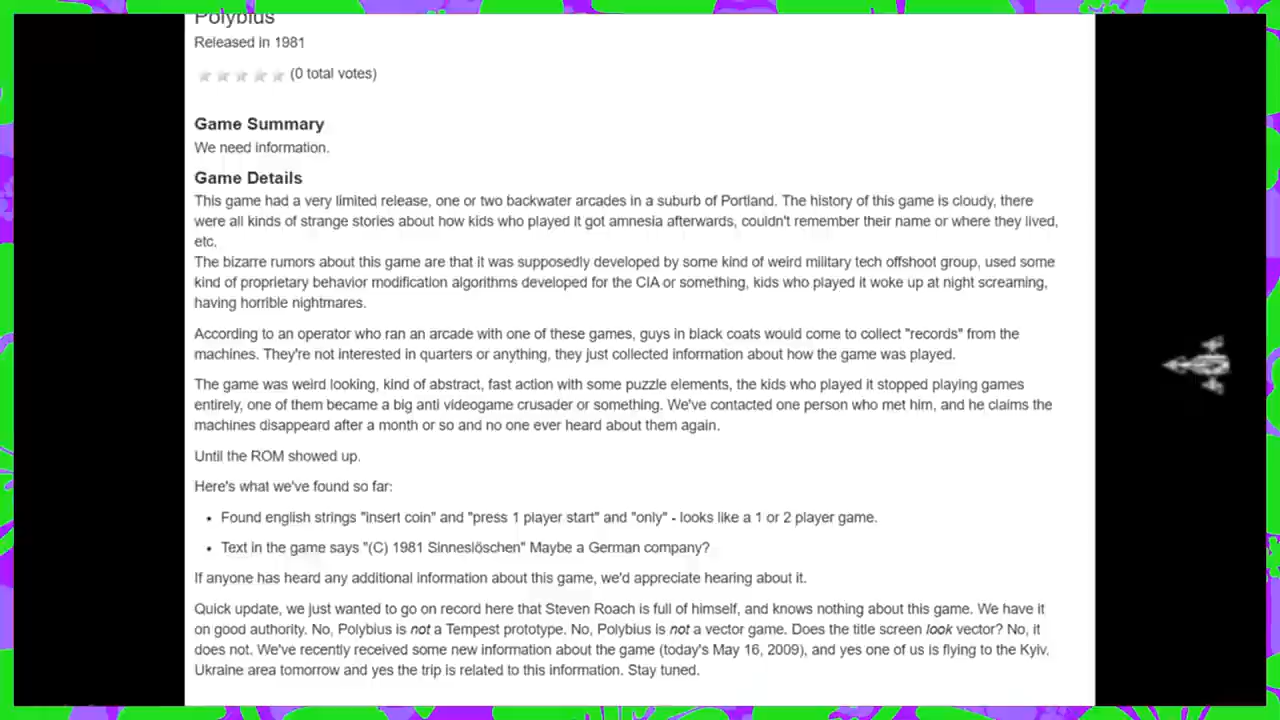 Polybius
Released in 1981
(0 total votes)
Game Summary
We need information.
Game Details
This game had a very limited release, one or two backwater arcades in a suburb of Portland. The history of this game is cloudy, there
were all kinds of strange stories about how kids who played it got amnesia afterwards, couldn't remember their name or where they lived,
etc.
The bizarre rumors about this game are that it was supposedly developed by some kind of weird military tech offshoot group, used some
kind of proprietary behavior modification algorithms developed for the CIA or something, kids who played it woke up at night screaming,
having horrible nightmares.
According to an operator who ran an arcade with one of these games, guys in black coats would come to collect "records" from the
machines. They're not interested in quarters or anything, they just collected information about how the game was played.
The game was weird looking, kind of abstract, fast action with some puzzle elements, the kids who played it stopped playing games
entirely, one of them became a big anti videogame crusader or something. We've contacted one person who met him, and he claims the
machines disappeared after a month or so and no one ever heard about them again.
Until the ROM showed up.
Here's what we've found so far:
• Found english strings "insert coin" and "press 1 player start" and "only" - looks like a 1 or 2 player game.
• Text in the game says "(C) 1981 Sinneslöschen" Maybe a German company?
If anyone has heard any additional information about this game, we'd appreciate hearing about it.
Quick update, we just wanted to go on record here that Steven Roach is full of himself, and knows nothing about this game. We have it
on good authority. No, Polybius is not a Tempest prototype. No, Polybius is not a vector game. Does the title screen look vector? No, it
does not. We've recently received some new information about the game (today's May 16, 2009), and yes one of us is flying to the Kyiv.
Ukraine area tomorrow and yes the trip is related to this information. Stay tuned.